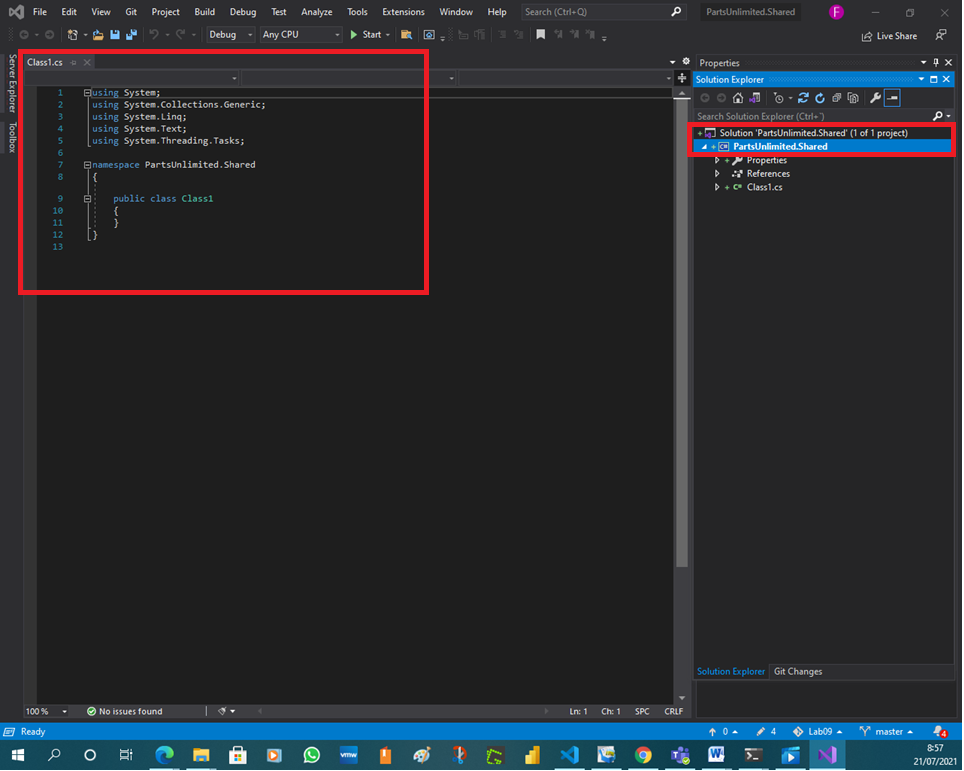 File Edit View Git Project Build Debug Test Analyze Tools Extensions Window Help Search (Ctrl+Q) PartsUnlimited.Shared F
Debug Any CPU Start Live Share
Server Explorer
Toolbox
Class1.cs
1 using System;
2 using System.Collections.Generic;
3 using System.Linq;
4 using System.Text;
5 using System.Threading.Tasks;
6
7 namespace PartsUnlimited.Shared
8 {
9 public class Class1
10 {
11 }
12 }
13
100 % No issues found Ln: 1 Ch: 1 SPC CRLF
Properties
Solution Explorer
Search Solution Explorer (Ctrl+¨)
Solution 'PartsUnlimited.Shared' (1 of 1 project)
C# PartsUnlimited.Shared
Properties
References
C# Class1.cs
Solution Explorer Git Changes
Ready 0 4 Lab09 master 4
vmw W 8:57
21/07/2021